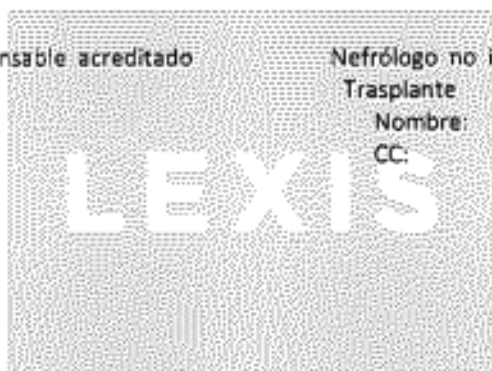 nsable acreditado
Nefrólogo no i
Trasplante
Nombre:
CC:
LEXIS